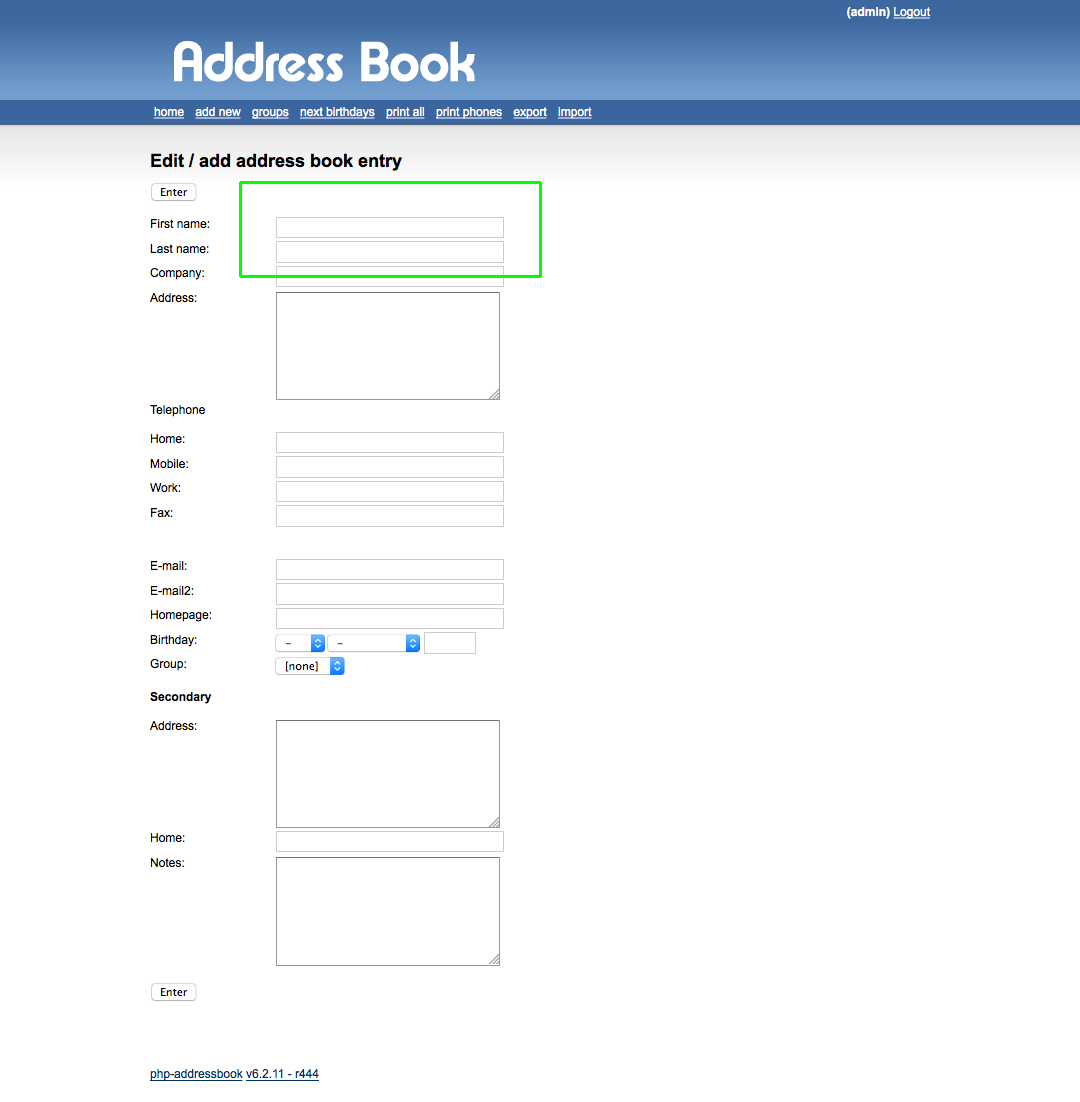 (admin) Logout
Address Book
home add new groups next birthdays print all print phones export import
Edit / add address book entry
Enter
First name:
Last name:
Company:
Address:
Telephone
Home:
Mobile:
Work:
Fax:
E-mail:
E-mail2:
Homepage:
Birthday: – –
Group: [none]
Secondary
Address:
Home:
Notes:
Enter
php-addressbook v6.2.11 - r444